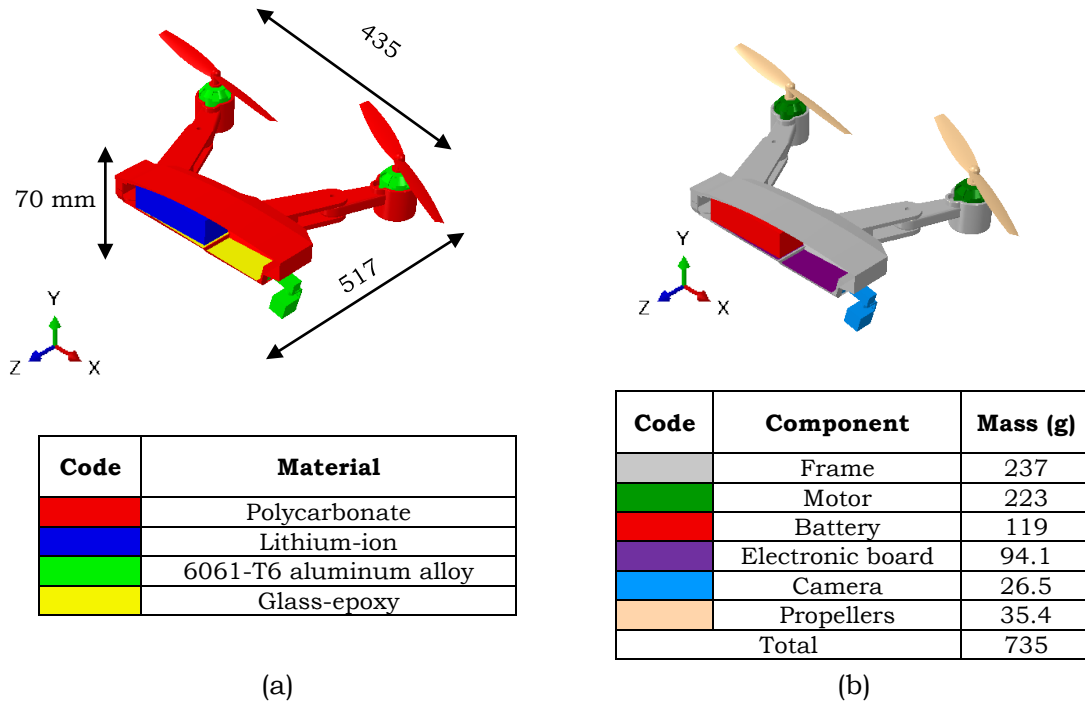 435
70 mm
517
Y
Z
X
Y
Z
X
Code Material
Polycarbonate
Lithium-ion
6061-T6 aluminum alloy
Glass-epoxy
(a)
Code Component Mass (g)
Frame 237
Motor 223
Battery 119
Electronic board 94.1
Camera 26.5
Propellers 35.4
Total 735
(b)